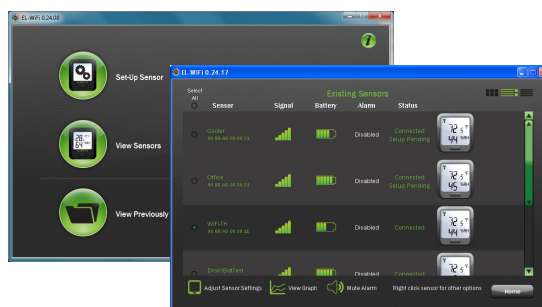 EL-WiFi 0.24.08
Set-Up Sensor
View Sensors
View Previously
EL-WiFi 0.24.17
Existing Sensors
Select All
Sensor Signal Battery Alarm Status
Cooler
Disabled
Connected
Setup Pending
Office
Disabled
Connected
Setup Pending
WiFi-TH
Disabled
Connected
DrainBatTest
Disabled
Connected
Adjust Sensor Settings View Graph Mute Alarm Right click sensor for other options Home